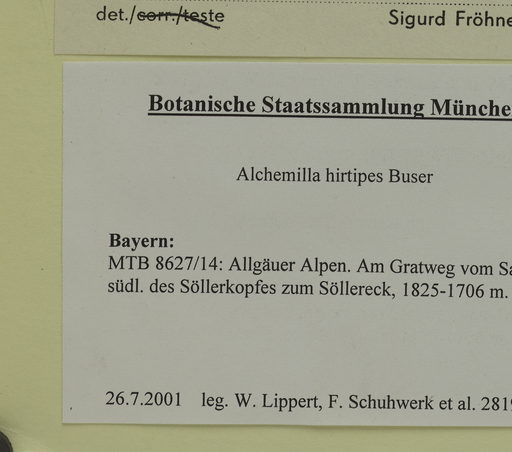 det./corr./teste Sigurd Fröhne
Botanische Staatssammlung Münche
Alchemilla hirtipes Buser
Bayern:
MTB 8627/14: Allgäuer Alpen. Am Gratweg vom Sa
südl. des Söllerkopfes zum Söllereck, 1825-1706 m.
26.7.2001 leg. W. Lippert, F. Schuhwerk et al. 2819